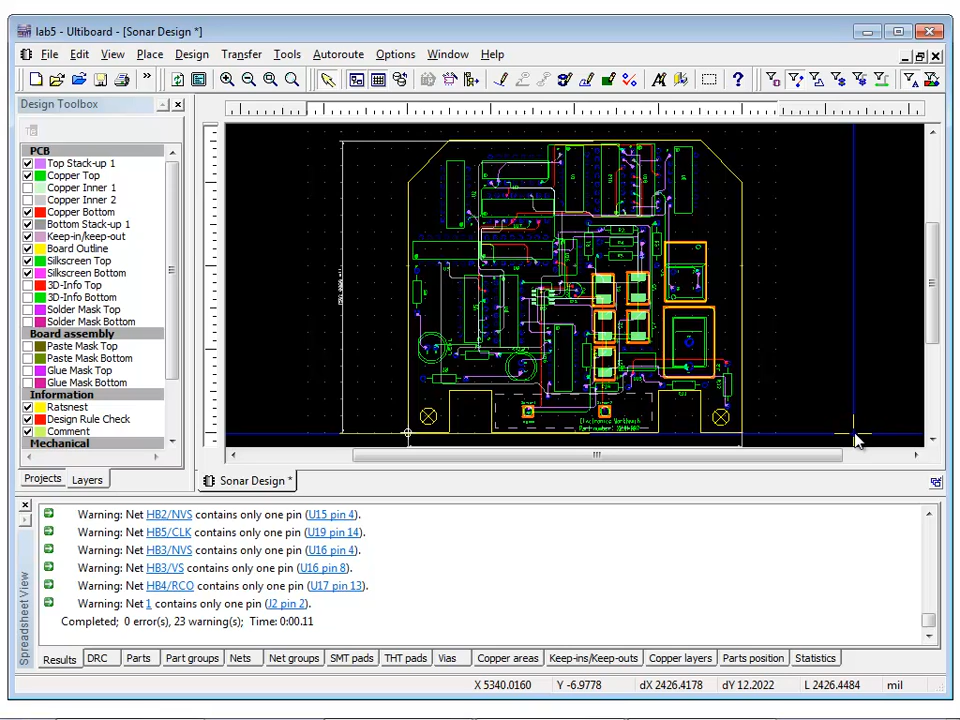 lab5 - Ultiboard - [Sonar Design *]
File Edit View Place Design Transfer Tools Autoroute Options Window Help
Design Toolbox
PCB
Top Stack-up 1
Copper Top
Copper Inner 1
Copper Inner 2
Copper Bottom
Bottom Stack-up 1
Keep-in/keep-out
Board Outline
Silkscreen Top
Silkscreen Bottom
3D-Info Top
3D-Info Bottom
Solder Mask Top
Solder Mask Bottom
Board assembly
Paste Mask Top
Paste Mask Bottom
Glue Mask Top
Glue Mask Bottom
Information
Ratsnest
Design Rule Check
Comment
Mechanical
Projects Layers
Electronics Workbench
Sonar Design *
Warning: Net HB2/NVS contains only one pin (U15 pin 4).
Warning: Net HB5/CLK contains only one pin (U19 pin 14).
Warning: Net HB3/NVS contains only one pin (U16 pin 4).
Warning: Net HB3/VS contains only one pin (U16 pin 8).
Warning: Net HB4/RCO contains only one pin (U17 pin 13).
Warning: Net 1 contains only one pin (J2 pin 2).
Completed; 0 error(s), 23 warning(s); Time: 0:00.11
Spreadsheet View
Results DRC Parts Part groups Nets Net groups SMT pads THT pads Vias Copper areas Keep-ins/Keep-outs Copper layers Parts position Statistics
X 5340.0160 Y -6.9778 dX 2426.4178 dY 12.2022 L 2426.4484 mil